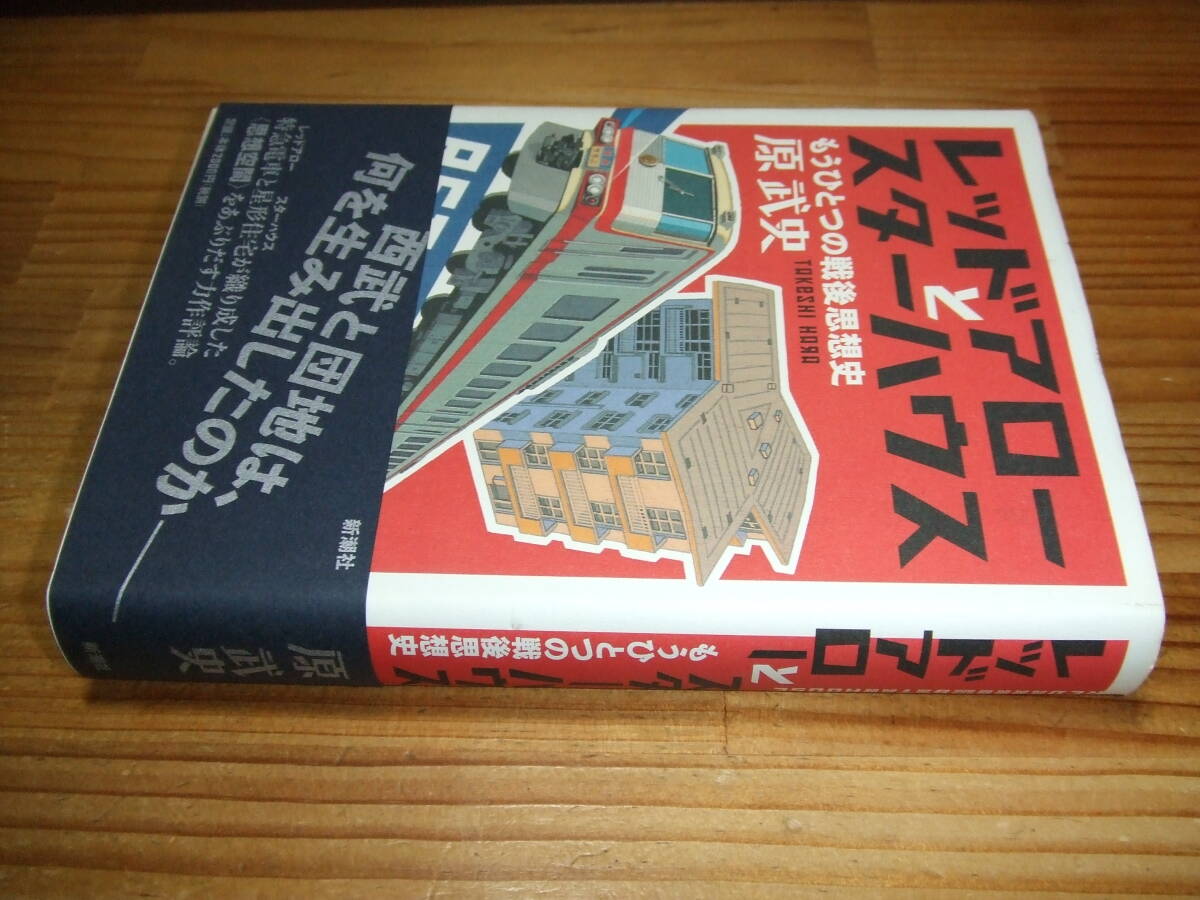 レッドアロー
と
スターハウス
もうひとつの戦後思想史
原 武史
TAKESHI HARA
西武と団地は、
何を生み出したのか――
レッドアロー スターハウス
特急電車と星形住宅が織り成した
〈思想空間〉をあぶりだす力作評論。
新潮社
レッドアロー
と
スターハウス
もうひとつの戦後思想史
原 武史
新潮社